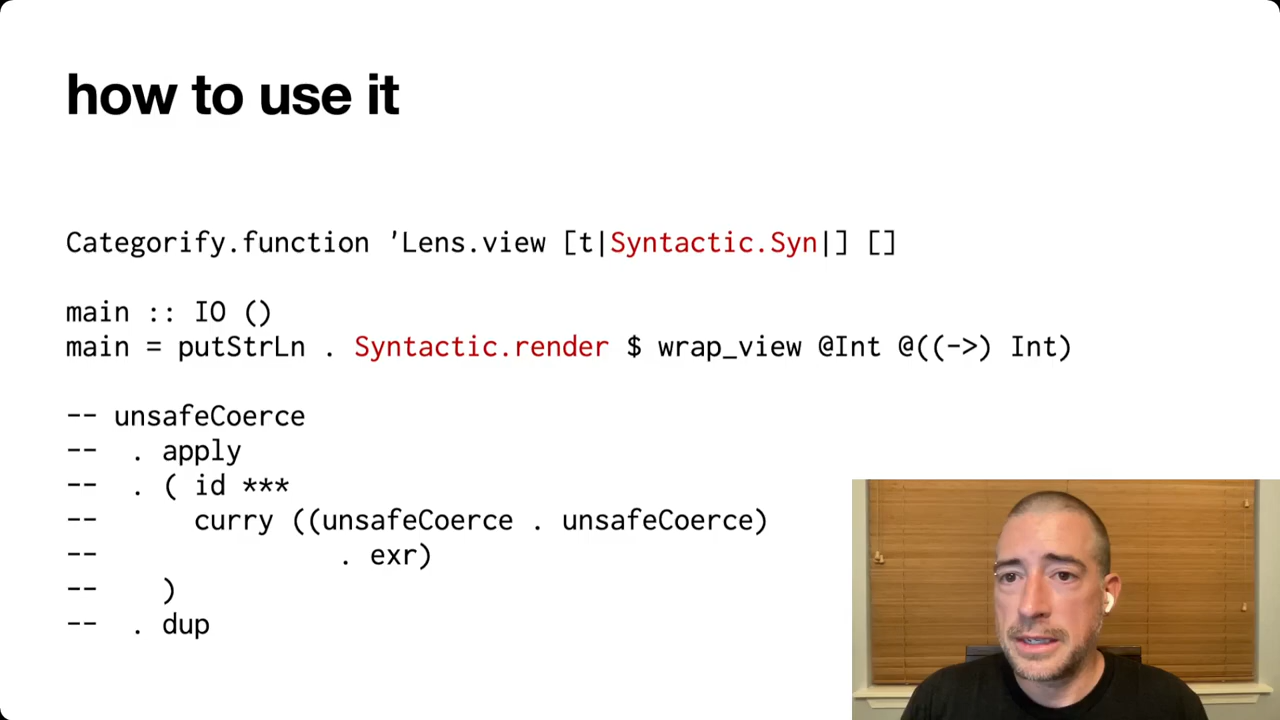 how to use it
Categorify.function 'Lens.view [t|Syntactic.Syn|] []
main :: IO ()
main = putStrLn . Syntactic.render $ wrap_view @Int @((->) Int)
-- unsafeCoerce
--  . apply
--  . ( id ***
--      curry ((unsafeCoerce . unsafeCoerce)
--               . exr)
--    )
--  . dup